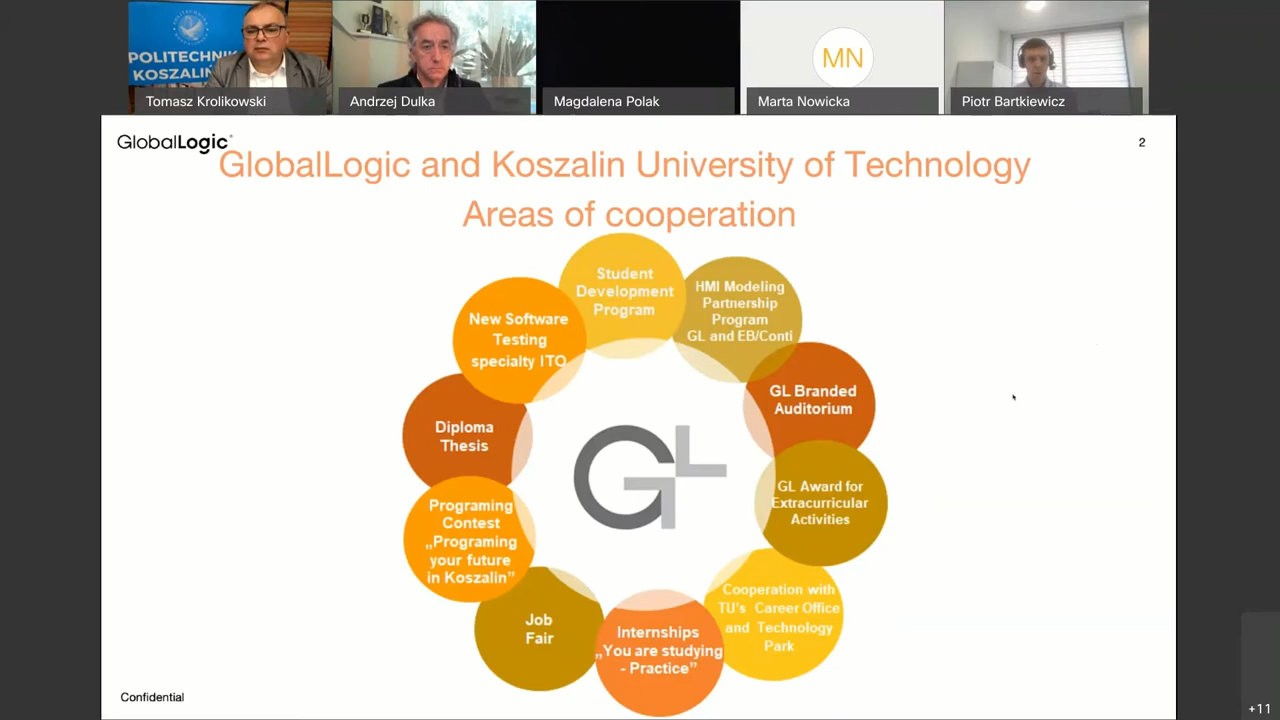 POLITECHNIK
KOSZALIŃ
Tomasz Krolikowski
Andrzej Dulka
Magdalena Polak
MN
Marta Nowicka
Piotr Bartkiewicz
GlobalLogic®
2
GlobalLogic and Koszalin University of Technology
Areas of cooperation
Student
Development
Program
HMI Modeling
Partnership
Program
GL and EB/Conti
GL Branded
Auditorium
GL Award for
Extracurricular
Activities
Cooperation with
TU's Career Office
and Technology
Park
Internships
„You are studying
- Practice”
Job
Fair
Programing
Contest
„Programing
your future
in Koszalin”
Diploma
Thesis
New Software
Testing
specialty ITO
GL
Confidential
+11